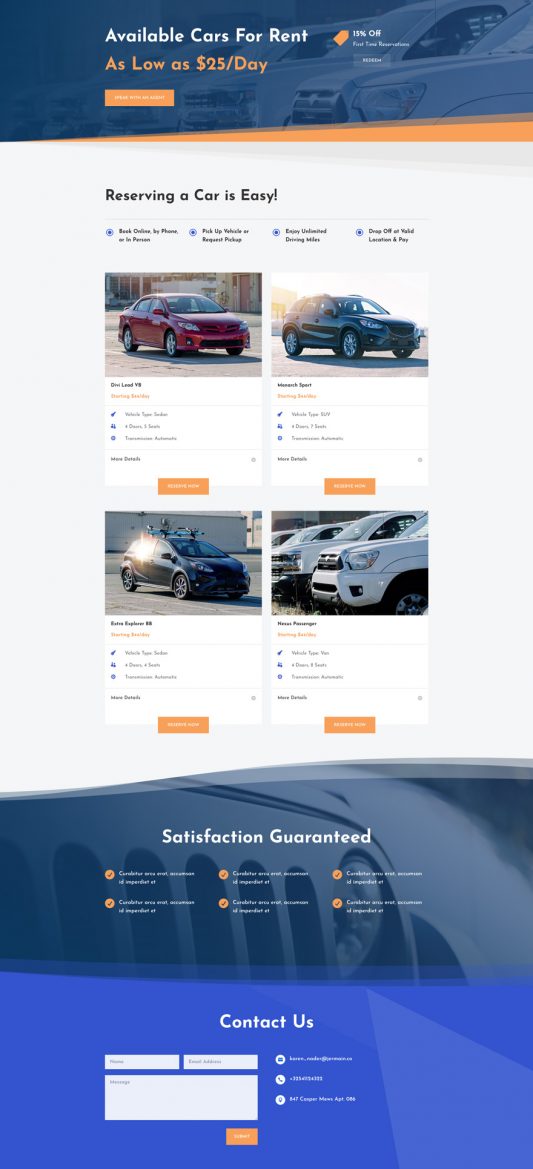 Available Cars For Rent
As Low as $25/Day
SPEAK WITH AN AGENT
15% Off
First Time Reservations
REDEEM
Reserving a Car is Easy!
Book Online, by Phone,
or In Person
Pick Up Vehicle or
Request Pickup
Enjoy Unlimited
Driving Miles
Drop Off at Valid
Location & Pay
Divi Load V8
Starting $44/day
Vehicle Type: Sedan
4 Doors, 5 Seats
Transmission: Automatic
More Details
RESERVE NOW
Monarch Sport
Starting $44/day
Vehicle Type: SUV
4 Doors, 7 Seats
Transmission: Automatic
More Details
RESERVE NOW
Extra Explorer 88
Starting $44/day
Vehicle Type: Sedan
4 Doors, 4 Seats
Transmission: Automatic
More Details
RESERVE NOW
Nexus Passenger
Starting $44/day
Vehicle Type: Van
4 Doors, 8 Seats
Transmission: Automatic
More Details
RESERVE NOW
Satisfaction Guaranteed
Curabitur arcu erat, accumsan
id imperdiet et
Curabitur arcu erat, accumsan
id imperdiet et
Curabitur arcu erat, accumsan
id imperdiet et
Curabitur arcu erat, accumsan
id imperdiet et
Curabitur arcu erat, accumsan
id imperdiet et
Curabitur arcu erat, accumsan
id imperdiet et
Contact Us
Name
Email Address
Message
SUBMIT
karen_nader@jermain.co
+32541124322
847 Casper Mews Apt. 086